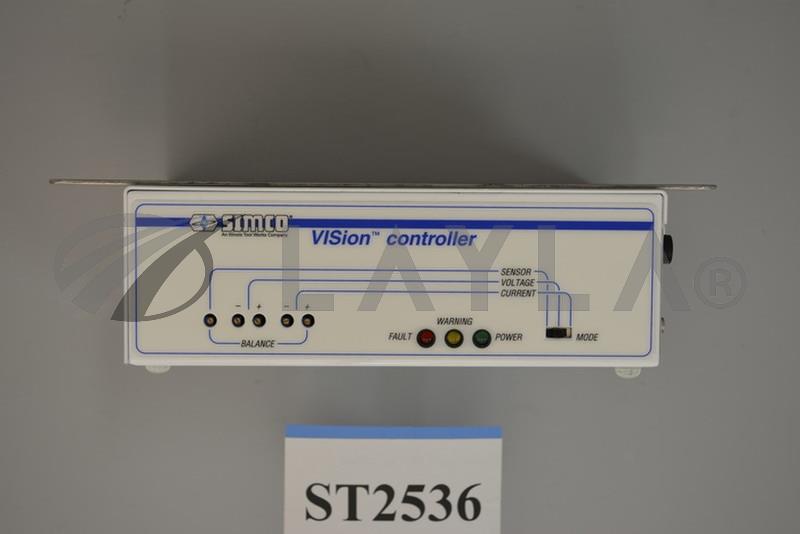 SIMCO®
An Illinois Tool Works Company
VISion™ controller
LAYLA®
SENSOR
VOLTAGE
CURRENT
− + − +
BALANCE
WARNING
FAULT POWER
MODE
ST2536